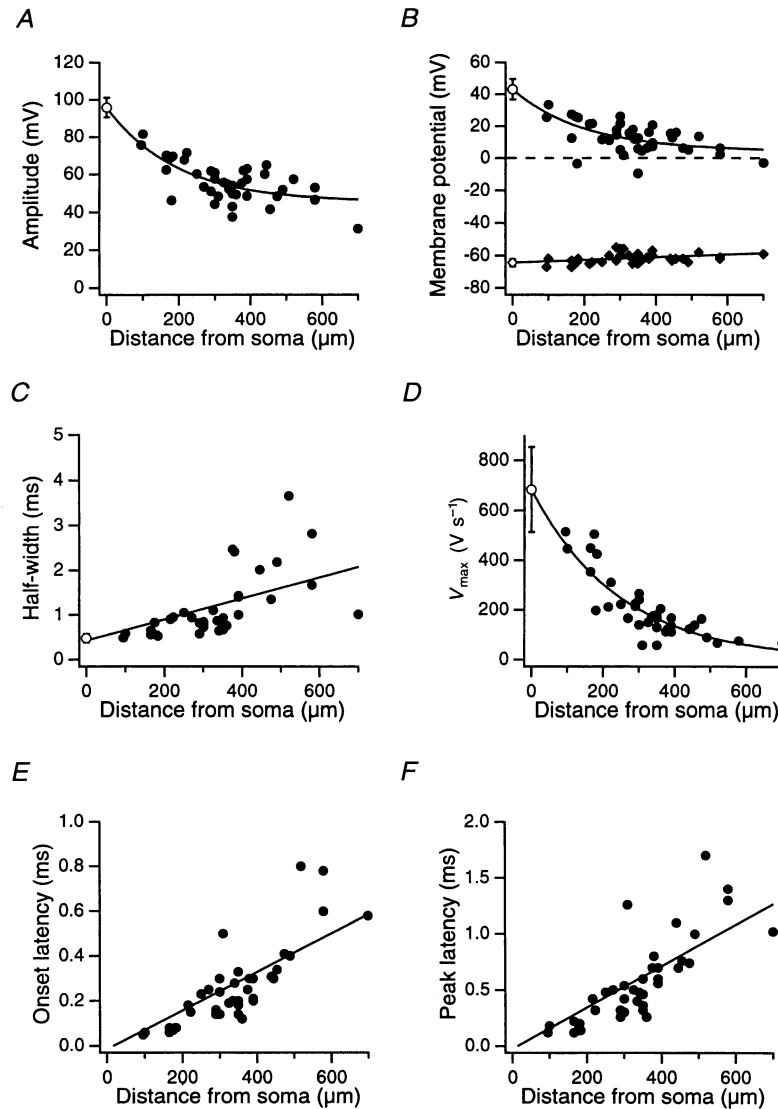 A
120
100
80
60
40
20
0
Amplitude (mV)
0 200 400 600
Distance from soma (µm)
B
60
40
20
0
-20
-40
-60
-80
Membrane potential (mV)
0 200 400 600
Distance from soma (µm)
C
5
4
3
2
1
0
Half-width (ms)
0 200 400 600
Distance from soma (µm)
D
800
600
400
200
0
Vmax (V s⁻¹)
0 200 400 600
Distance from soma (µm)
E
1.0
0.8
0.6
0.4
0.2
0.0
Onset latency (ms)
0 200 400 600
Distance from soma (µm)
F
2.0
1.5
1.0
0.5
0.0
Peak latency (ms)
0 200 400 600
Distance from soma (µm)